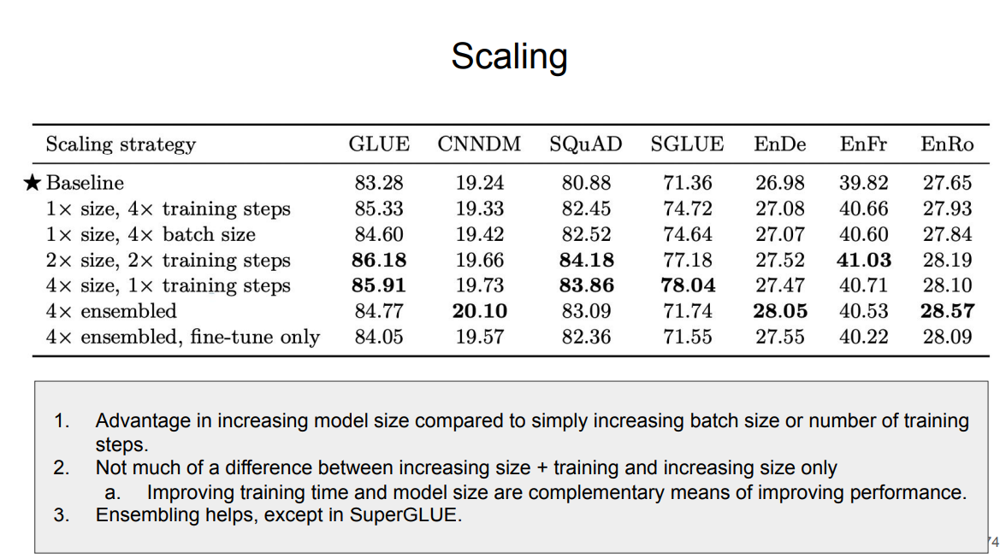 Scaling
Scaling strategy GLUE CNNDM SQuAD SGLUE EnDe EnFr EnRo
★ Baseline 83.28 19.24 80.88 71.36 26.98 39.82 27.65
1× size, 4× training steps 85.33 19.33 82.45 74.72 27.08 40.66 27.93
1× size, 4× batch size 84.60 19.42 82.52 74.64 27.07 40.60 27.84
2× size, 2× training steps 86.18 19.66 84.18 77.18 27.52 41.03 28.19
4× size, 1× training steps 85.91 19.73 83.86 78.04 27.47 40.71 28.10
4× ensembled 84.77 20.10 83.09 71.74 28.05 40.53 28.57
4× ensembled, fine-tune only 84.05 19.57 82.36 71.55 27.55 40.22 28.09
1. Advantage in increasing model size compared to simply increasing batch size or number of training
steps.
2. Not much of a difference between increasing size + training and increasing size only
a. Improving training time and model size are complementary means of improving performance.
3. Ensembling helps, except in SuperGLUE.